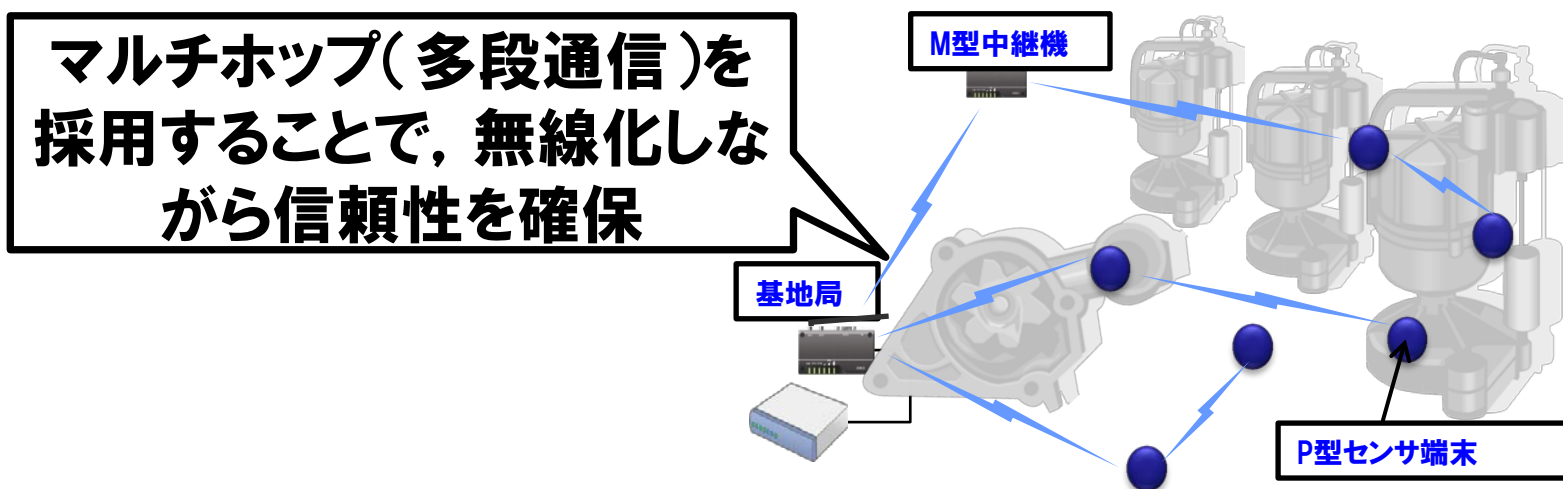 マルチホップ(多段通信)を
採用することで, 無線化しな
がら信頼性を確保
M型中継機
基地局
P型センサ端末